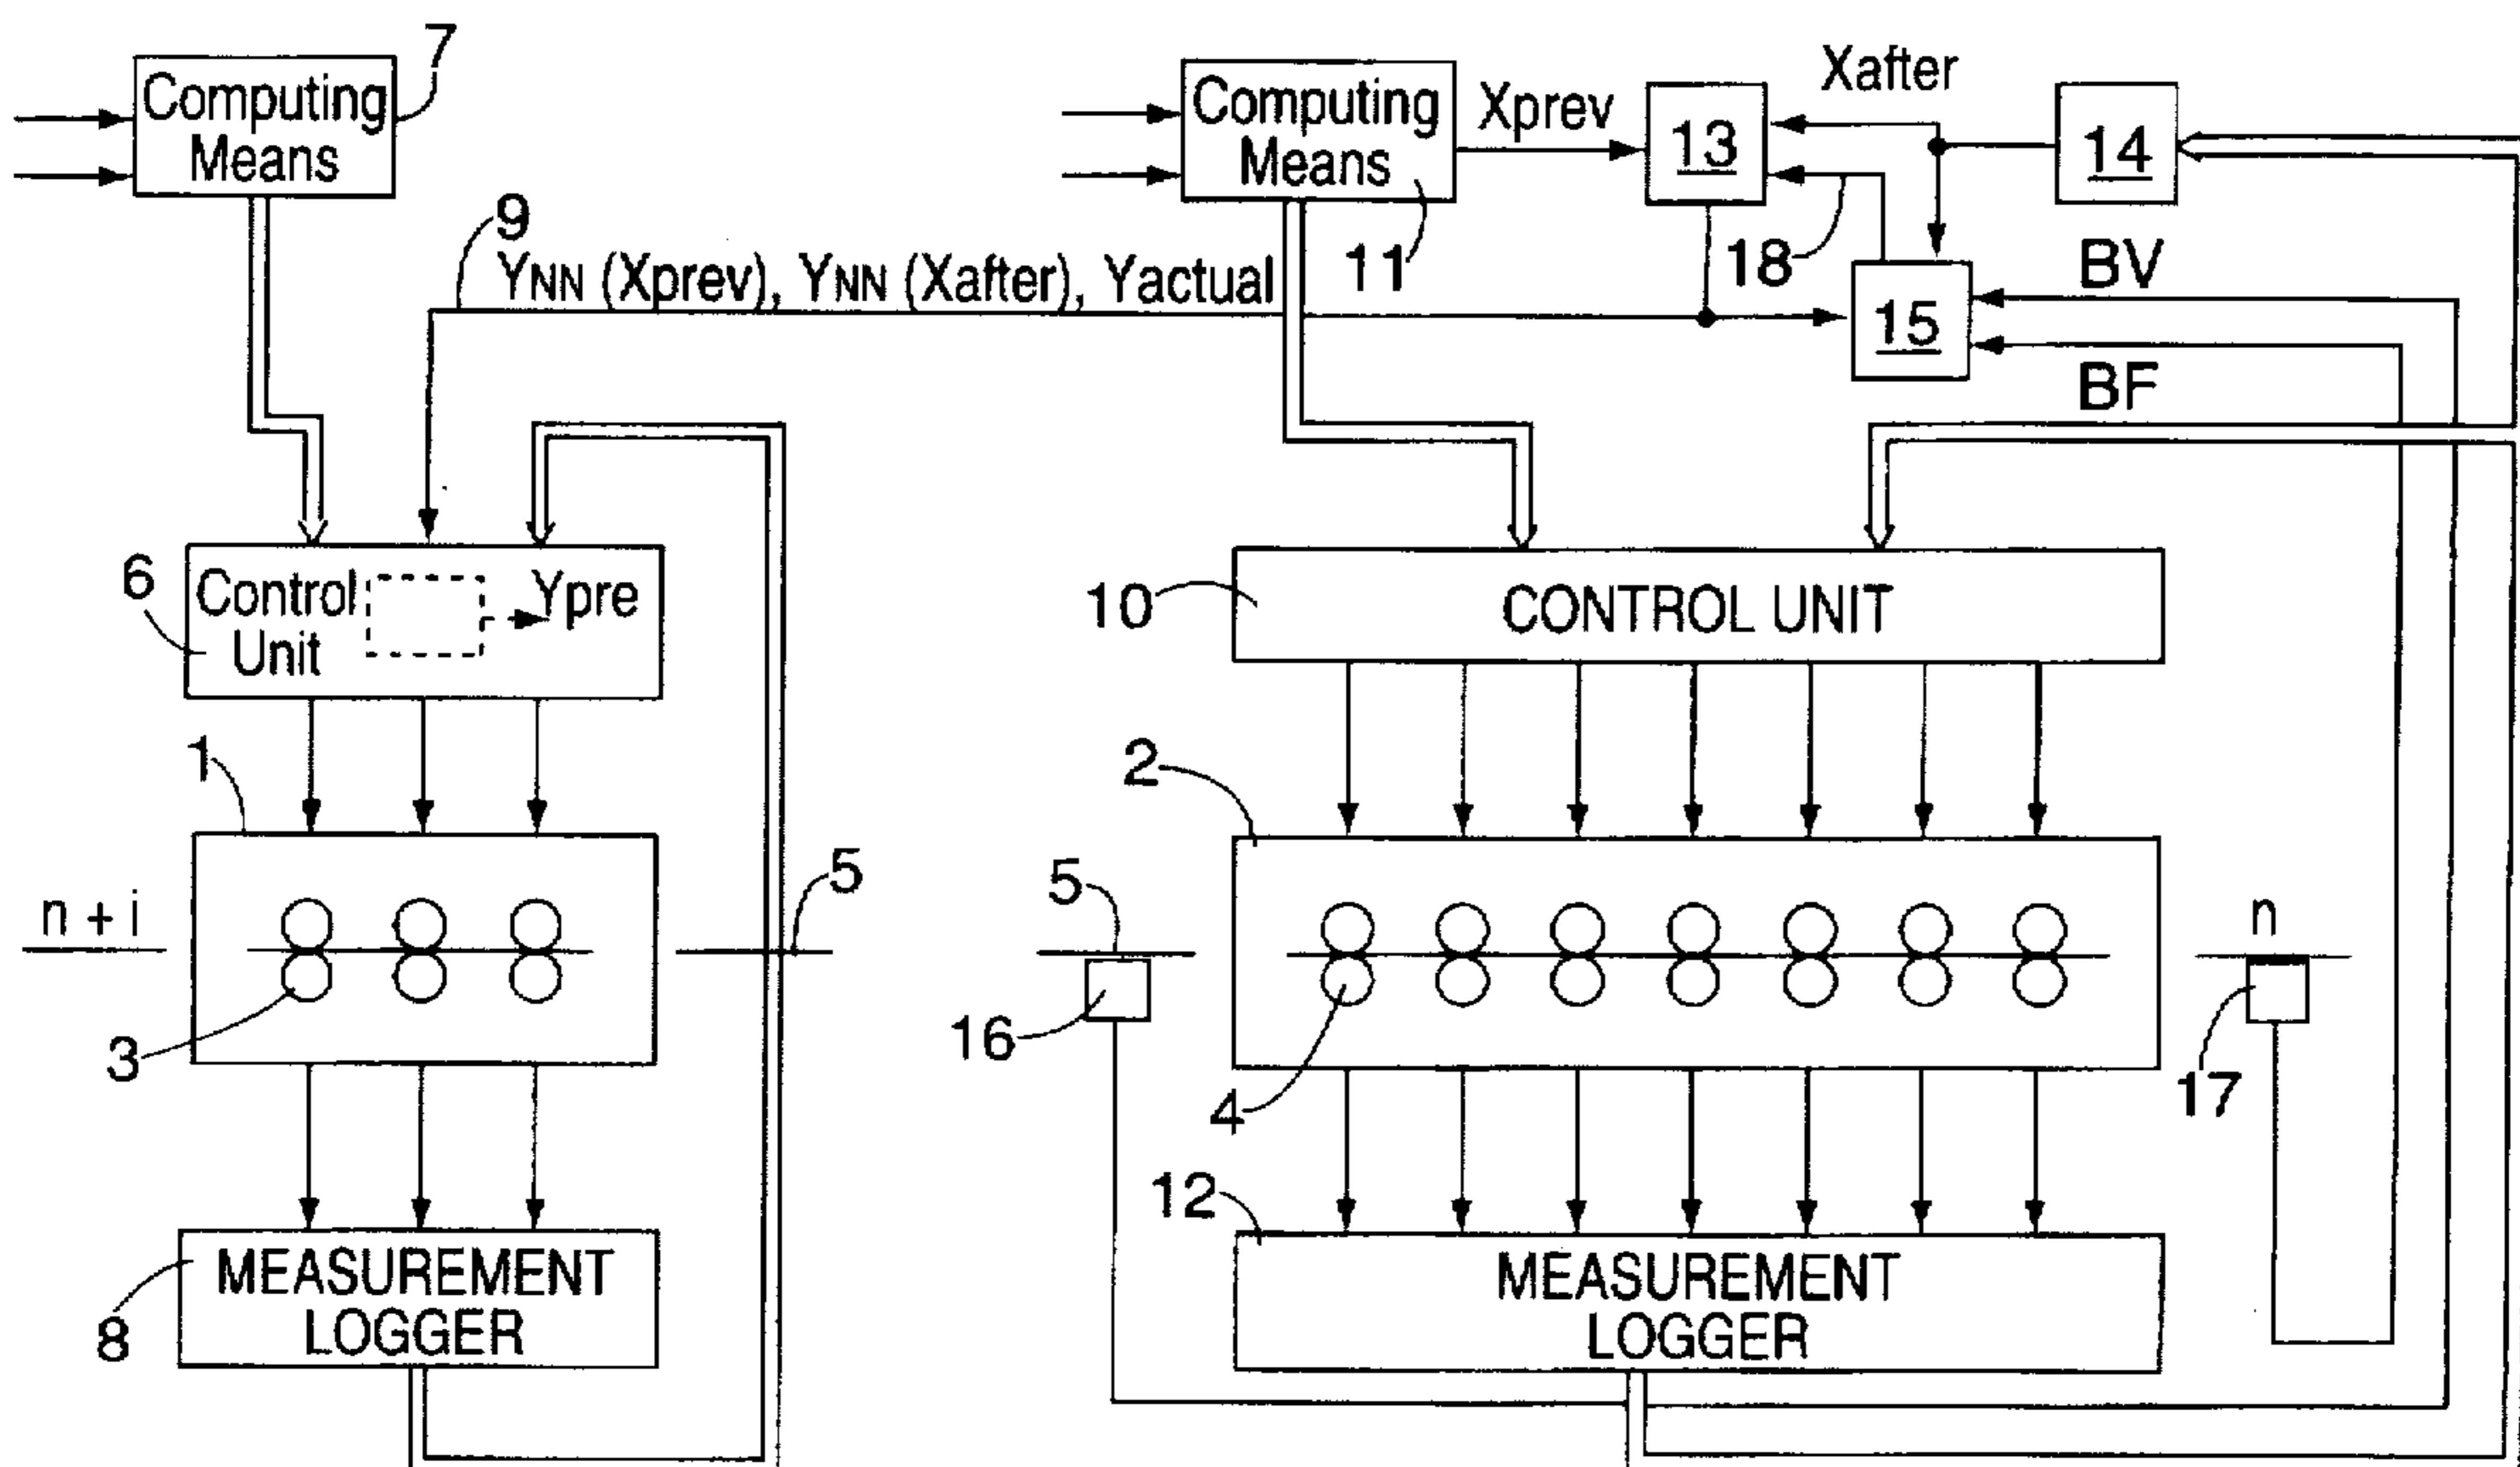 7
Computing
Means
Computing
Means
11
Xprev
13
Xafter
14
18
15
BV
BF
9
YNN (Xprev), YNN (Xafter), Yactual
6
Control
Unit
Ypre
10
CONTROL UNIT
1
2
n + i
5
5
n
3
16
4
17
8
MEASUREMENT
LOGGER
12
MEASUREMENT
LOGGER